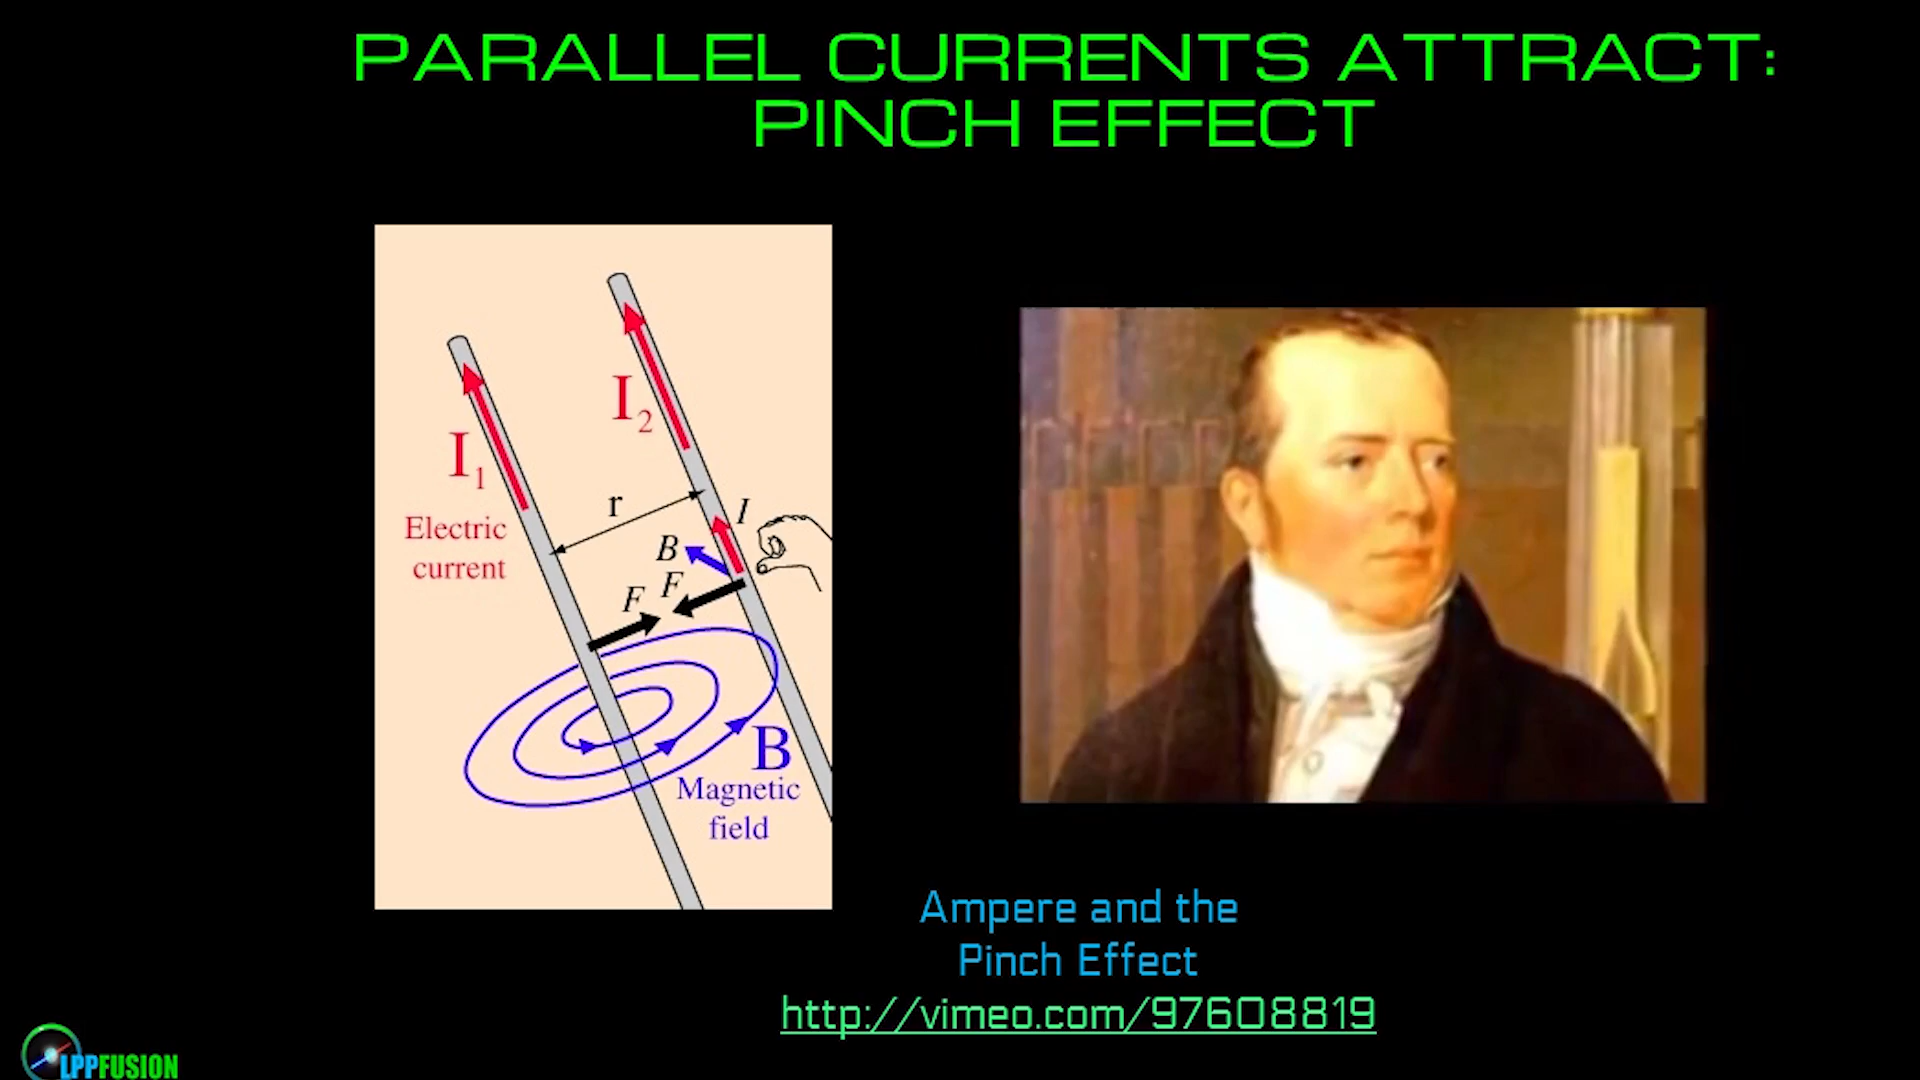 PARALLEL CURRENTS ATTRACT:
PINCH EFFECT
I2
I1
r
I
Electric
current
B
F
F
B
Magnetic
field
Ampere and the
Pinch Effect
http://vimeo.com/97608819
LPPFUSION